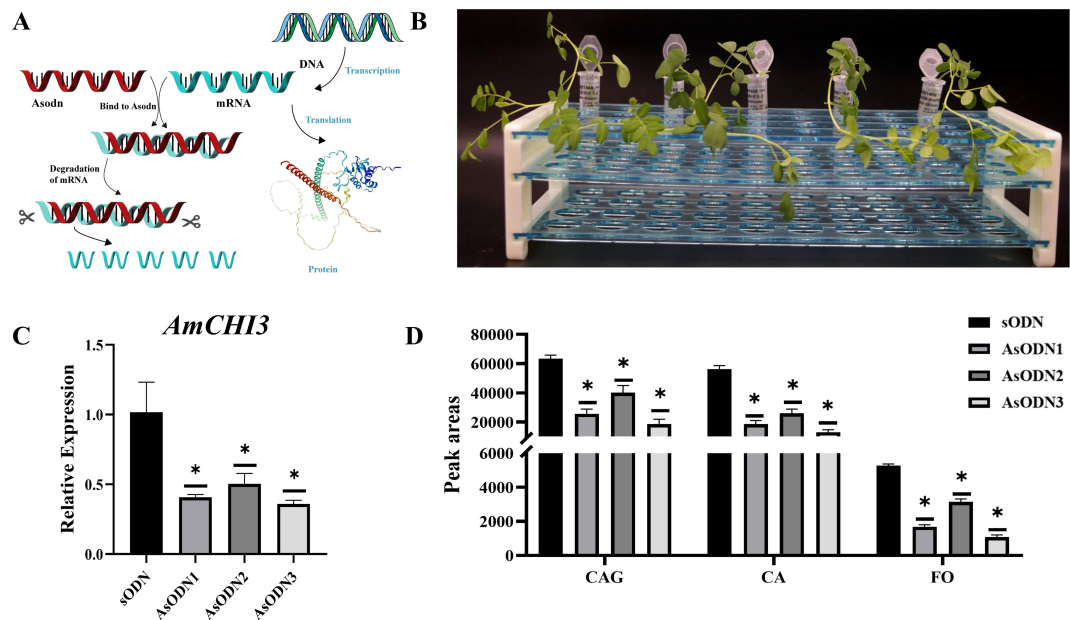 A
DNA
Transcription
Asodn
Bind to Asodn
mRNA
Translation
Degradation
of mRNA
Protein
B
C
AmCHI3
Relative Expression
1.5
1.0
0.5
0.0
*
*
*
sODN
AsODN1
AsODN2
AsODN3
D
Peak areas
80000
60000
40000
20000
6000
4000
2000
0
*
*
*
*
*
*
*
*
*
CAG
CA
FO
sODN
AsODN1
AsODN2
AsODN3